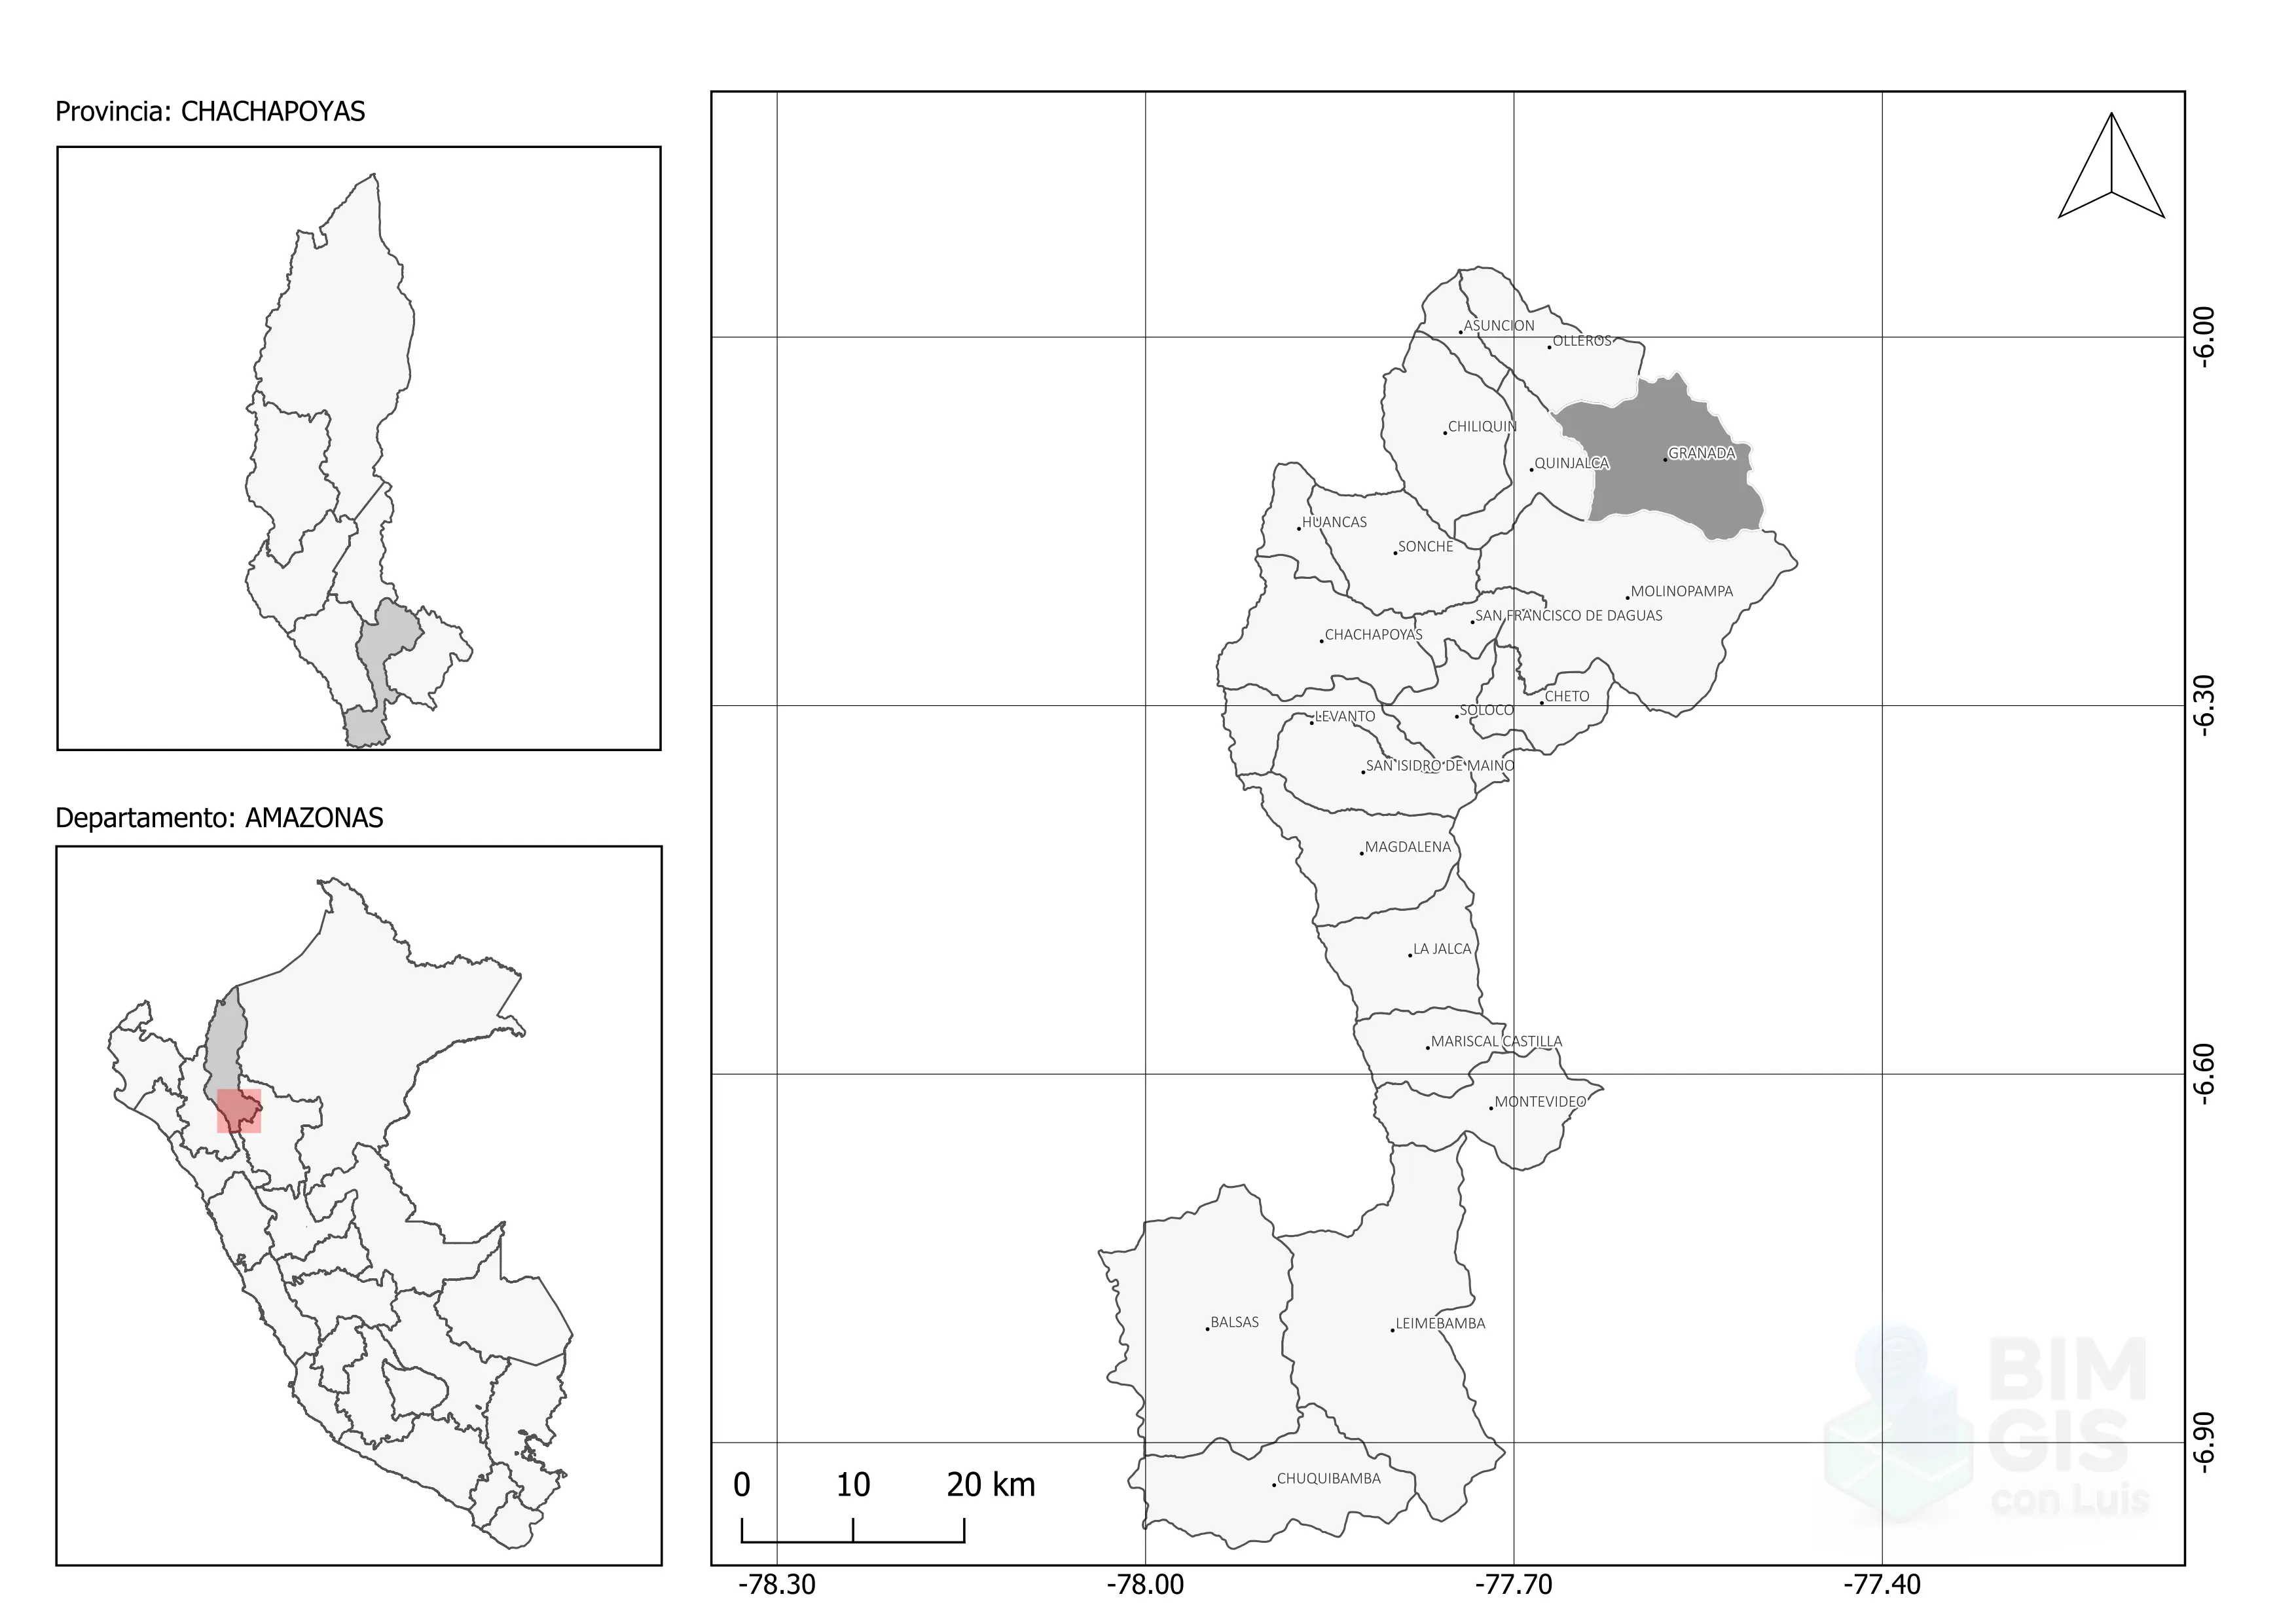 Provincia: CHACHAPOYAS
Departamento: AMAZONAS
ASUNCION
OLLEROS
CHILIQUIN
GRANADA
QUINJALCA
HUANCAS
SONCHE
MOLINOPAMPA
SAN FRANCISCO DE DAGUAS
CHACHAPOYAS
CHETO
SOLOCO
LEVANTO
SAN ISIDRO DE MAINO
MAGDALENA
LA JALCA
MARISCAL CASTILLA
MONTEVIDEO
BALSAS
LEIMEBAMBA
CHUQUIBAMBA
0 10 20 km
-78.30 -78.00 -77.70 -77.40
-6.00
-6.30
-6.60
-6.90
BIM
GIS
con Luis